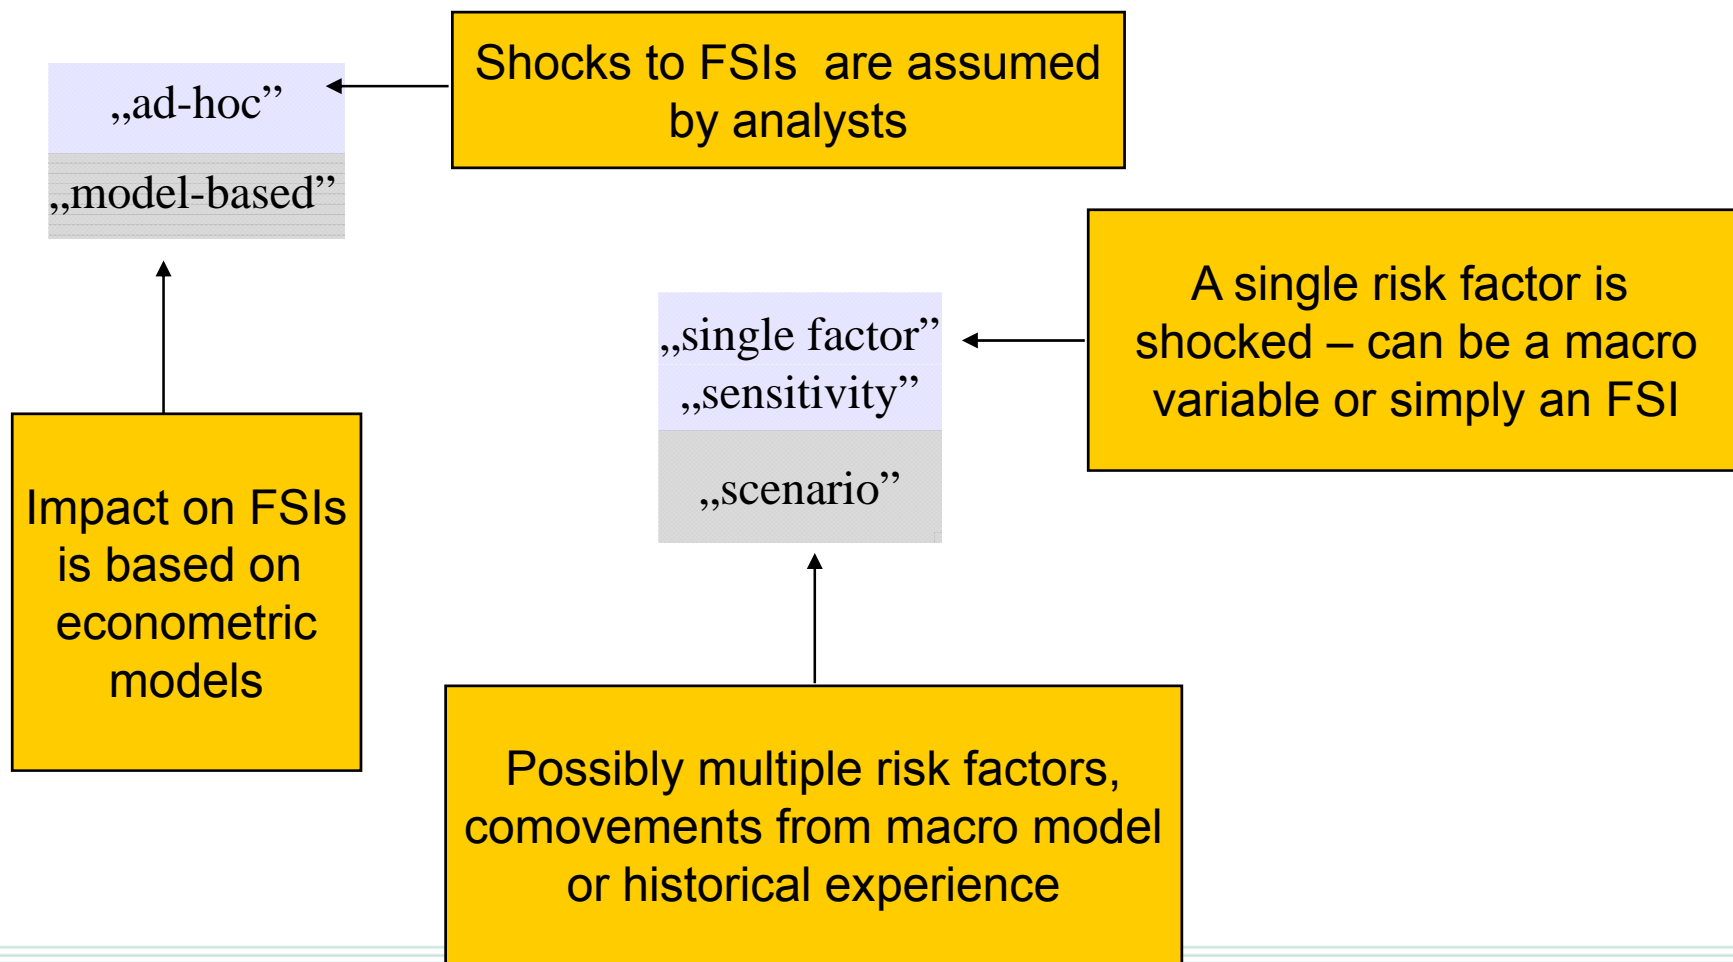 Shocks to FSIs are assumed
by analysts
„ad-hoc”
„model-based”
A single risk factor is
shocked – can be a macro
variable or simply an FSI
„single factor”
„sensitivity”
„scenario”
Impact on FSIs
is based on
econometric
models
Possibly multiple risk factors,
comovements from macro model
or historical experience